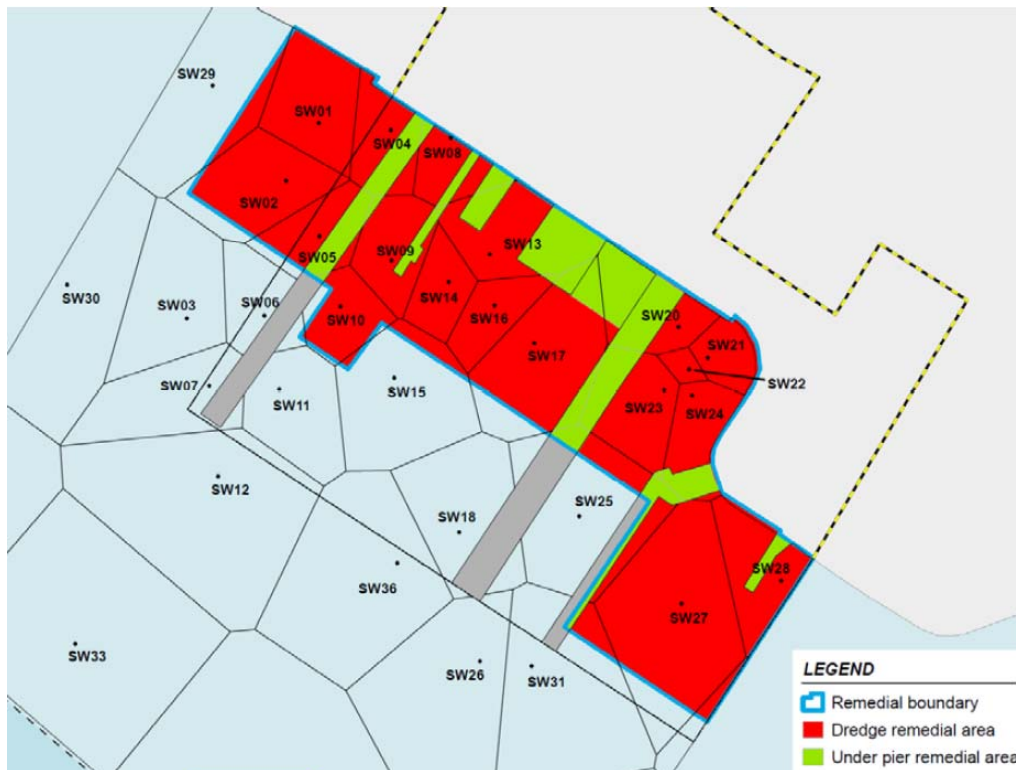 SW29
SW01
SW04
SW08
SW02
SW05
SW09
SW13
SW30
SW03
SW06
SW10
SW14
SW16
SW20
SW21
SW17
SW22
SW07
SW11
SW15
SW23
SW24
SW12
SW25
SW18
SW36
SW28
SW27
SW33
SW26
SW31
LEGEND
Remedial boundary
Dredge remedial area
Under pier remedial area